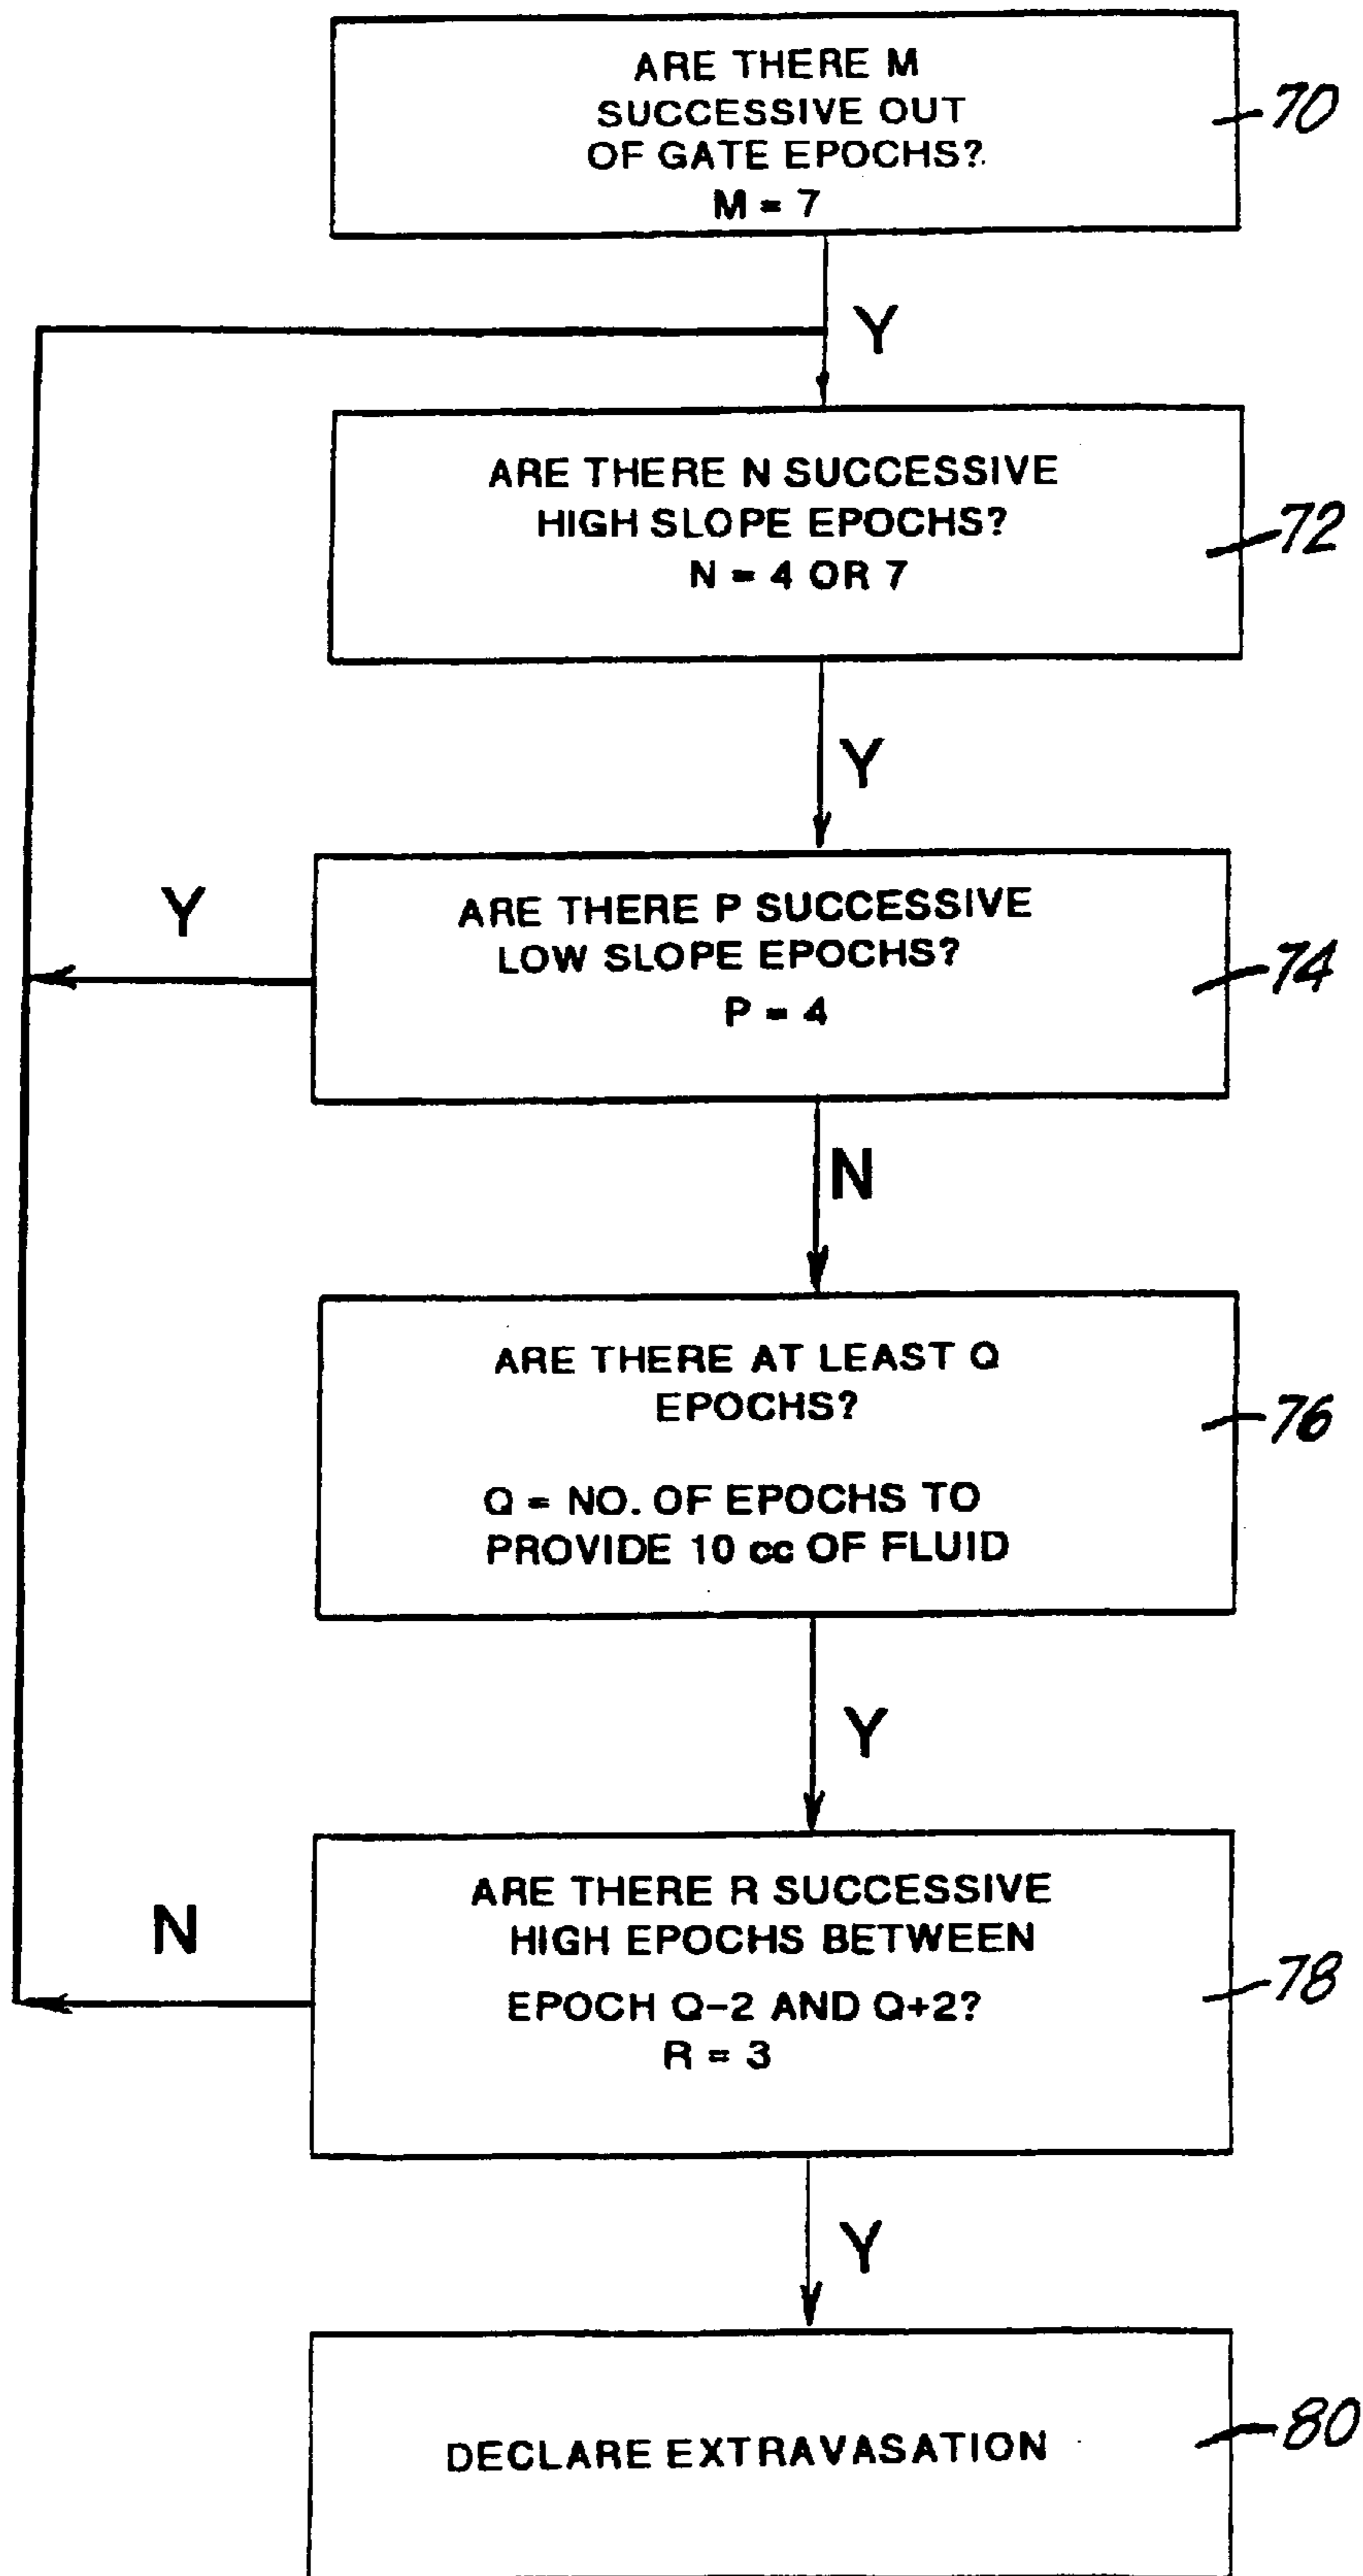 ARE THERE M
SUCCESSIVE OUT
OF GATE EPOCHS?
M = 7
70
Y
ARE THERE N SUCCESSIVE
HIGH SLOPE EPOCHS?
N = 4 OR 7
72
Y
ARE THERE P SUCCESSIVE
LOW SLOPE EPOCHS?
P = 4
74
Y
N
ARE THERE AT LEAST Q
EPOCHS?
Q = NO. OF EPOCHS TO
PROVIDE 10 cc OF FLUID
76
Y
ARE THERE R SUCCESSIVE
HIGH EPOCHS BETWEEN
EPOCH Q-2 AND Q+2?
R = 3
78
N
Y
DECLARE EXTRAVASATION
80